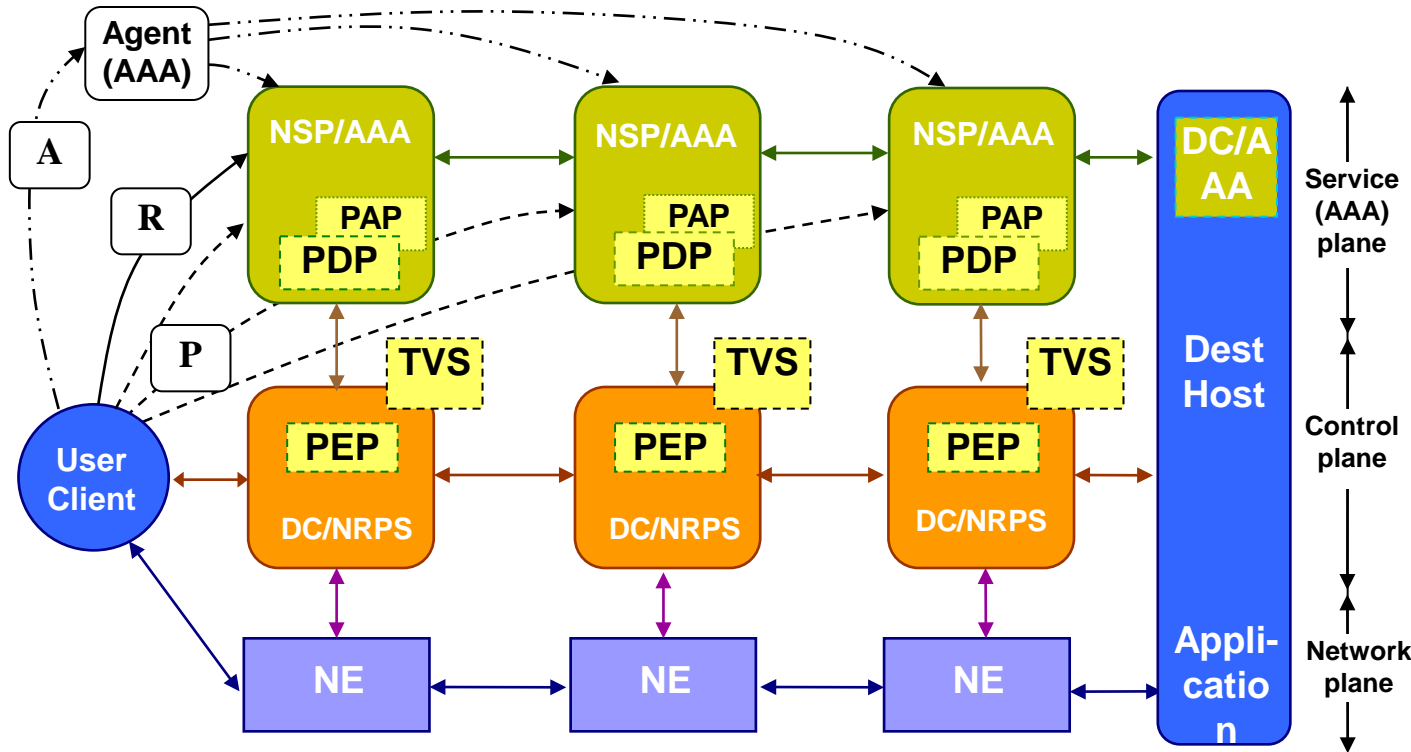 Agent
(AAA)
A
R
P
User
Client
NSP/AAA
PAP
PDP
NSP/AAA
PAP
PDP
NSP/AAA
PAP
PDP
TVS
TVS
TVS
PEP
DC/NRPS
PEP
DC/NRPS
PEP
DC/NRPS
NE
NE
NE
DC/A
AA
Dest
Host
Appli-
catio
n
Service
(AAA)
plane
Control
plane
Network
plane